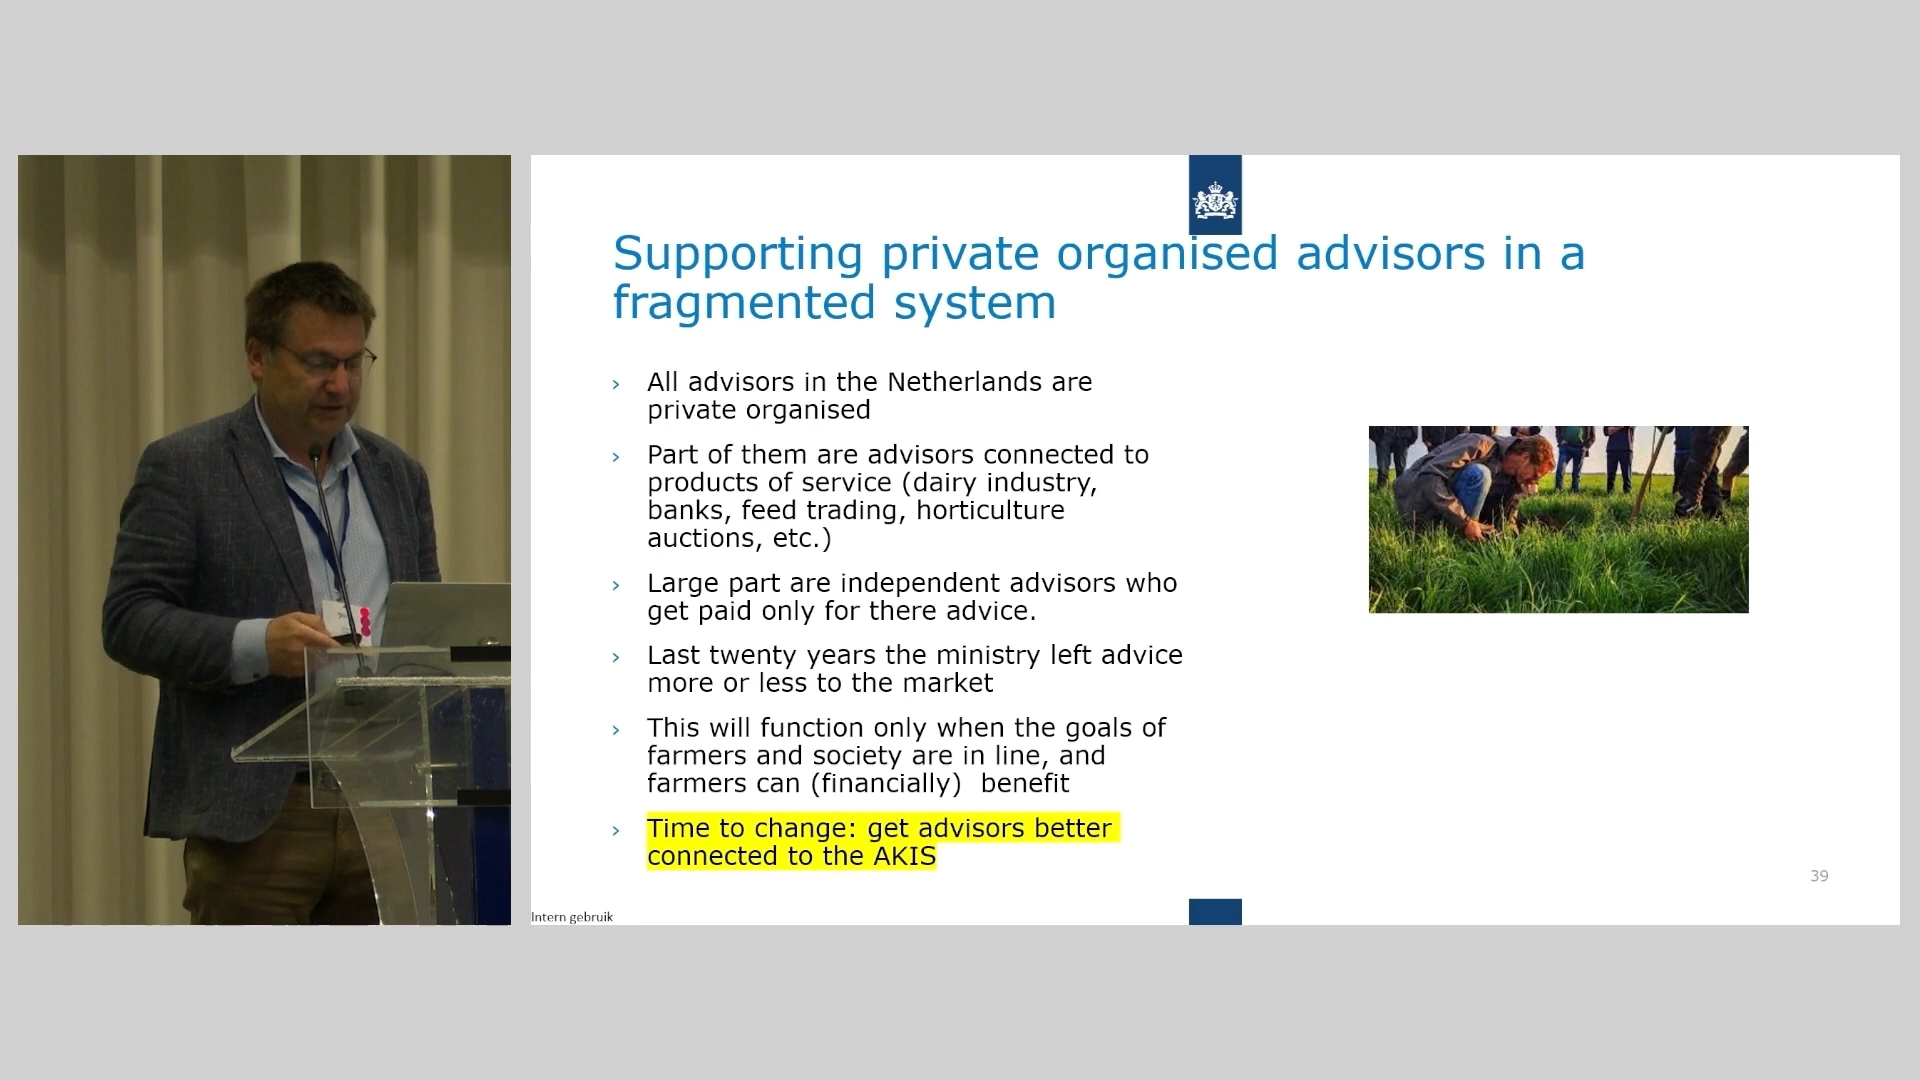 Supporting private organised advisors in a
fragmented system
› All advisors in the Netherlands are
private organised
› Part of them are advisors connected to
products of service (dairy industry,
banks, feed trading, horticulture
auctions, etc.)
› Large part are independent advisors who
get paid only for there advice.
› Last twenty years the ministry left advice
more or less to the market
› This will function only when the goals of
farmers and society are in line, and
farmers can (financially)  benefit
› Time to change: get advisors better
connected to the AKIS
39
Intern gebruik